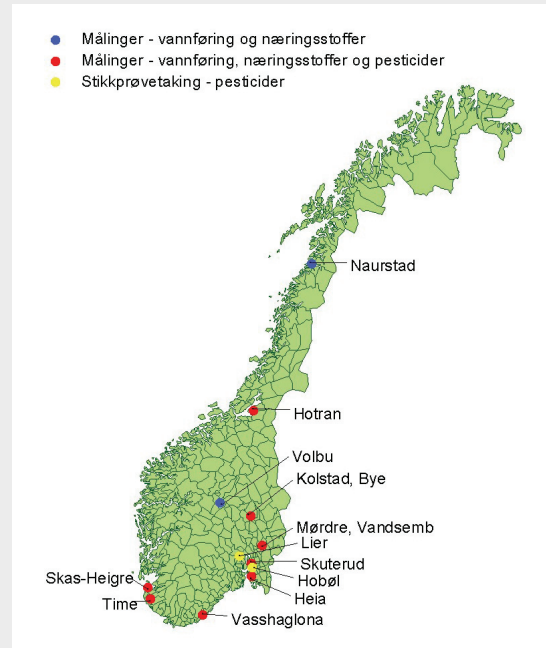 Målinger - vannføring og næringsstoffer
Målinger - vannføring, næringsstoffer og pesticider
Stikkprøvetaking - pesticider
Naurstad
Hotran
Volbu
Kolstad, Bye
Mørdre, Vandsemb
Lier
Skuterud
Hobøl
Heia
Skas-Heigre
Time
Vasshaglona